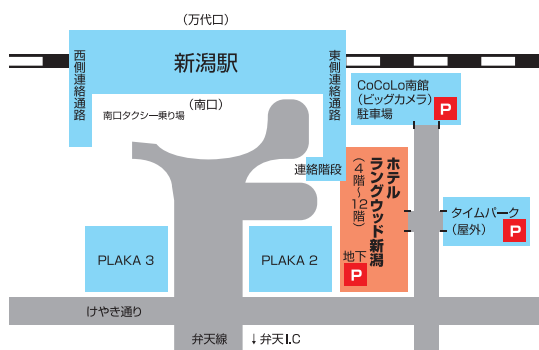 (万代口)
新潟駅
西側連絡通路
東側連絡通路
(南口)
南口タクシー乗り場
CoCoLo南館
(ビッグカメラ)
駐車場
P
連絡階段
ホテル
ラングウッド新潟
(4階~12階)
地下
P
タイムパーク
(屋外)
P
PLAKA 3
PLAKA 2
けやき通り
弁天線
↓弁天I.C